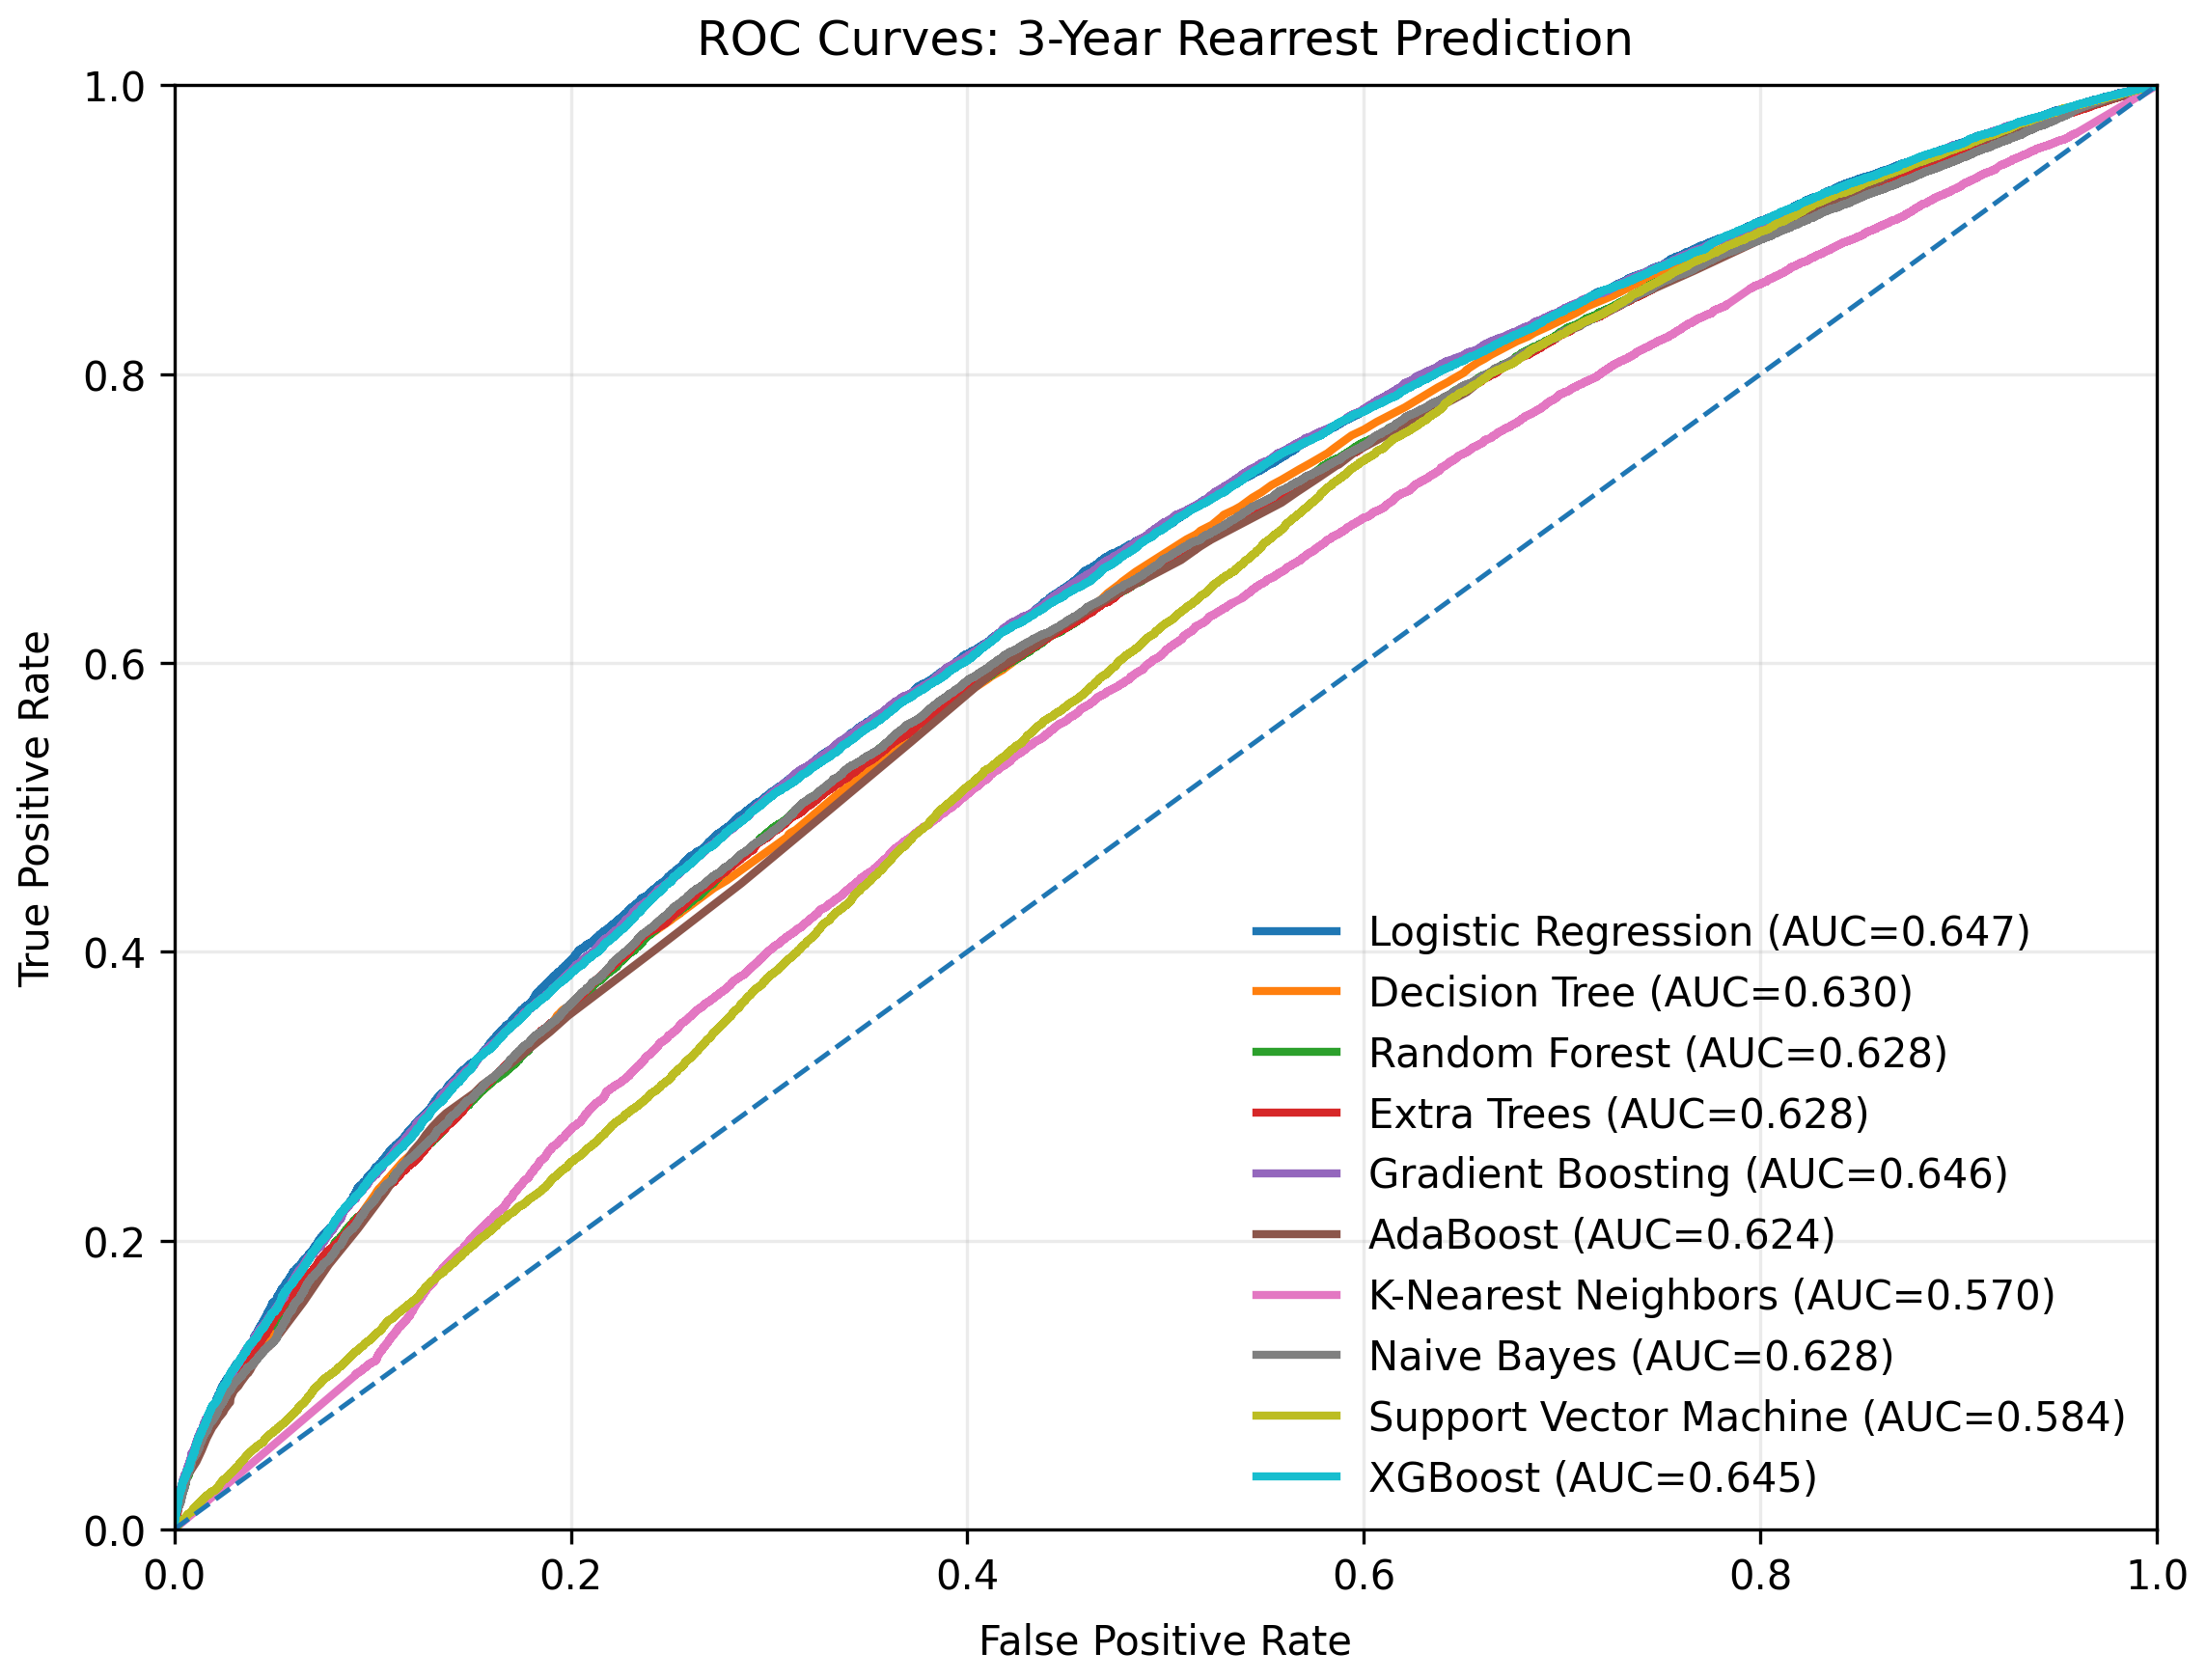 ROC Curves: 3-Year Rearrest Prediction
1.0
0.8
0.6
0.4
0.2
0.0
True Positive Rate
Logistic Regression (AUC=0.647)
Decision Tree (AUC=0.630)
Random Forest (AUC=0.628)
Extra Trees (AUC=0.628)
Gradient Boosting (AUC=0.646)
AdaBoost (AUC=0.624)
K-Nearest Neighbors (AUC=0.570)
Naive Bayes (AUC=0.628)
Support Vector Machine (AUC=0.584)
XGBoost (AUC=0.645)
0.0 0.2 0.4 0.6 0.8 1.0
False Positive Rate